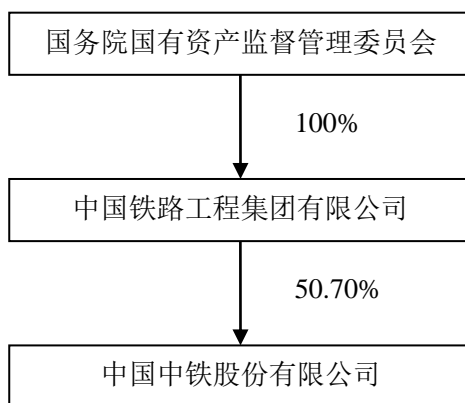 国务院国有资产监督管理委员会
100%
中国铁路工程集团有限公司
50.70%
中国中铁股份有限公司